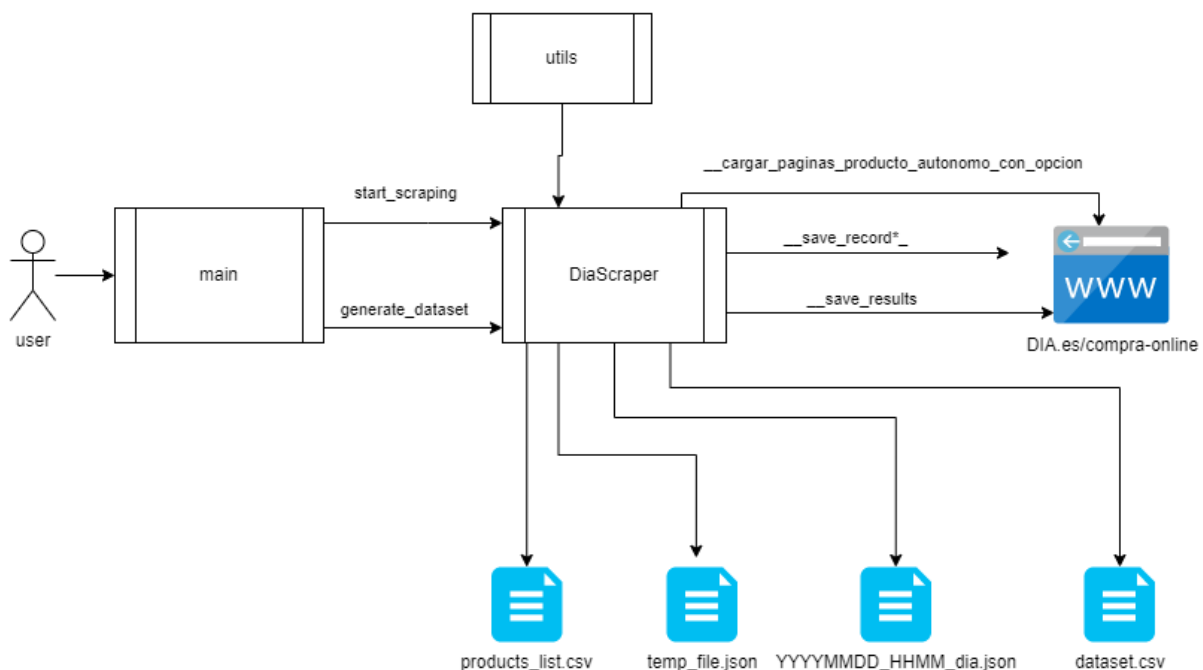 utils
__cargar_paginas_producto_autonomo_con_opcion
start_scraping
__save_record*_
main
DiaScraper
WWW
__save_results
generate_dataset
user
DIA.es/compra-online
products_list.csv
temp_file.json
YYYYMMDD_HHMM_dia.json
dataset.csv